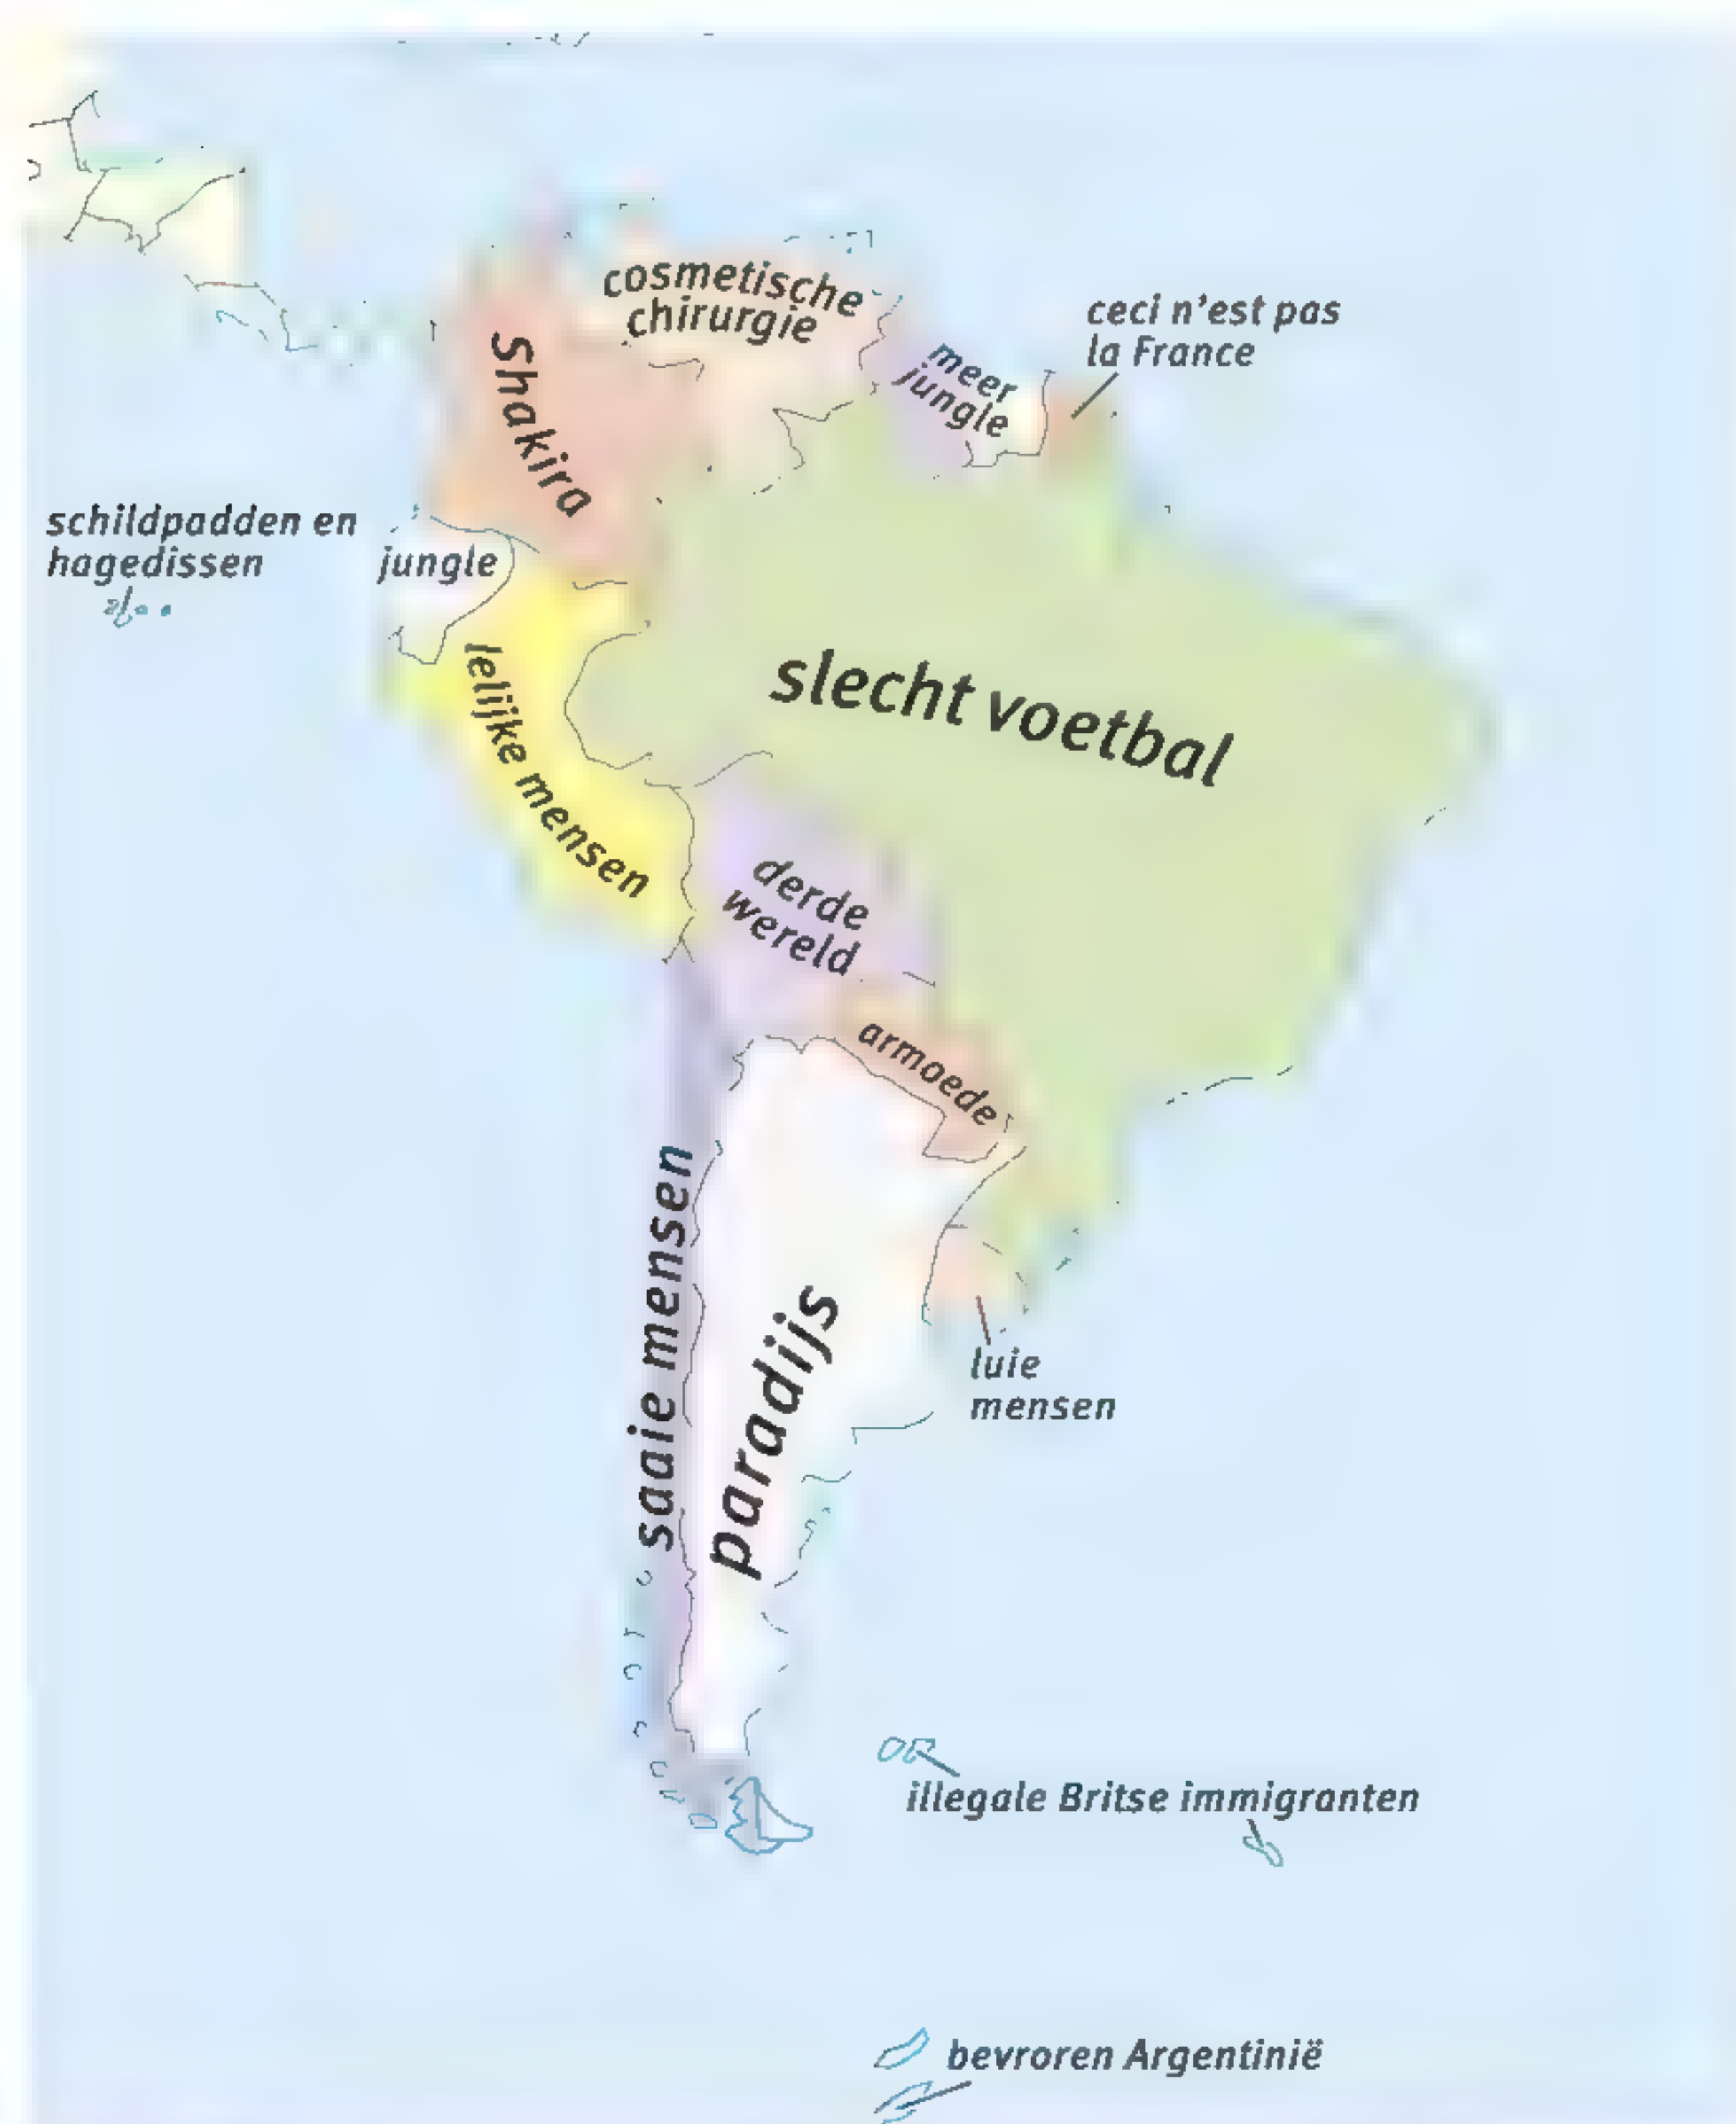 cosmetische
chirurgie
ceci n'est pas
la France
Shakira
meer
jungle
schildpadden en
hagedissen
jungle
lelijke mensen
slecht voetbal
derde
wereld
armoede
saaie mensen
paradijs
luie
mensen
illegale Britse immigranten
bevroren Argentinië